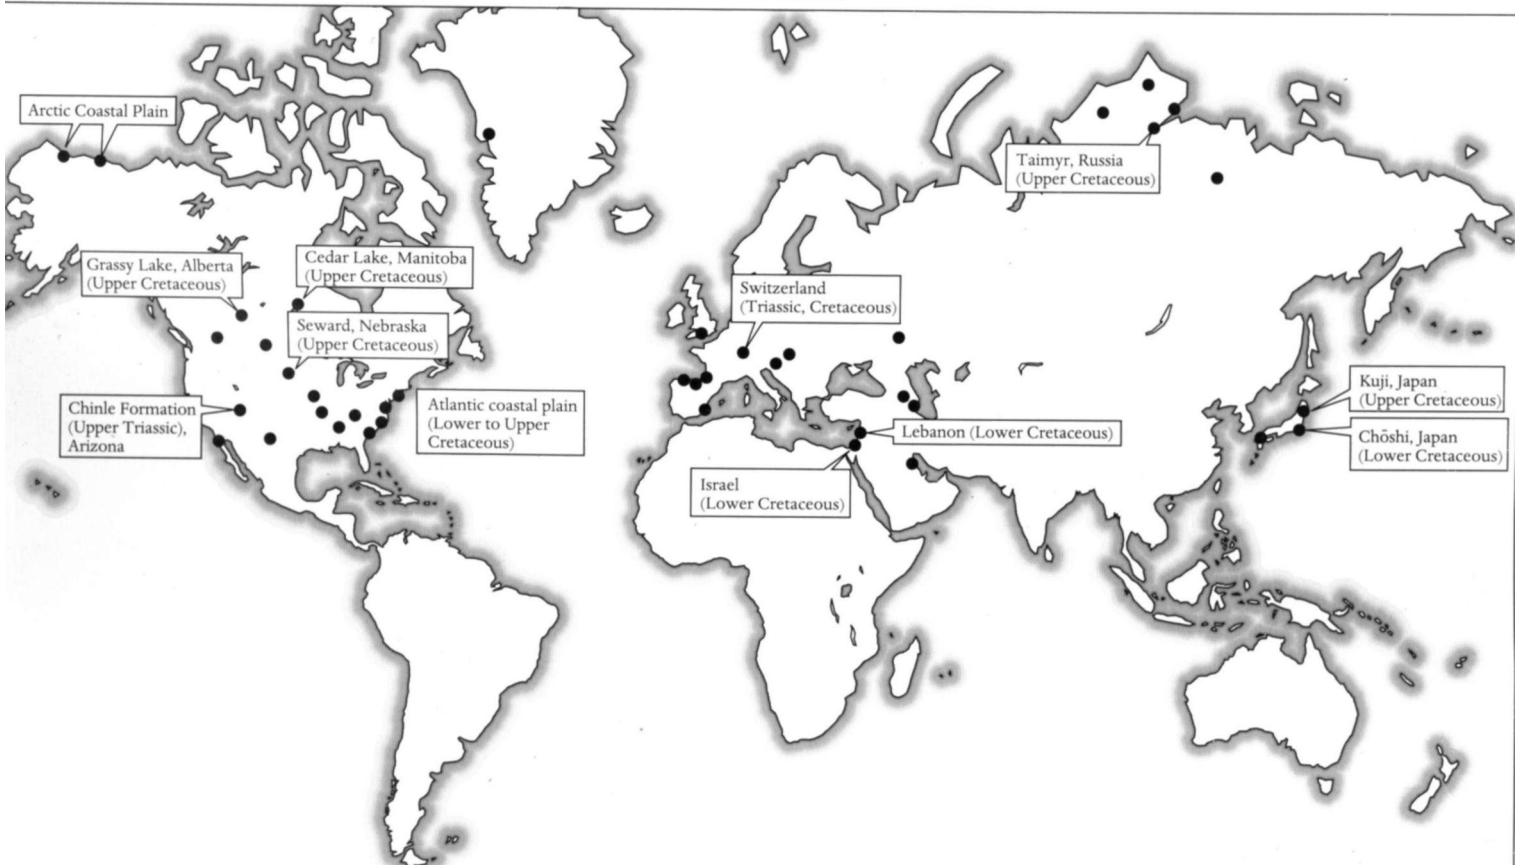 Arctic Coastal Plain
Taimyr, Russia
(Upper Cretaceous)
Grassy Lake, Alberta
(Upper Cretaceous)
Cedar Lake, Manitoba
(Upper Cretaceous)
Switzerland
(Triassic, Cretaceous)
Seward, Nebraska
(Upper Cretaceous)
Chinle Formation
(Upper Triassic),
Arizona
Atlantic coastal plain
(Lower to Upper
Cretaceous)
Kuji, Japan
(Upper Cretaceous)
Lebanon (Lower Cretaceous)
Chōshi, Japan
(Lower Cretaceous)
Israel
(Lower Cretaceous)